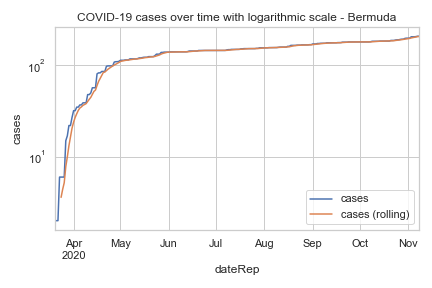 COVID-19 cases over time with logarithmic scale - Bermuda
10²
10¹
cases
cases
cases (rolling)
Apr May Jun Jul Aug Sep Oct Nov
2020
dateRep